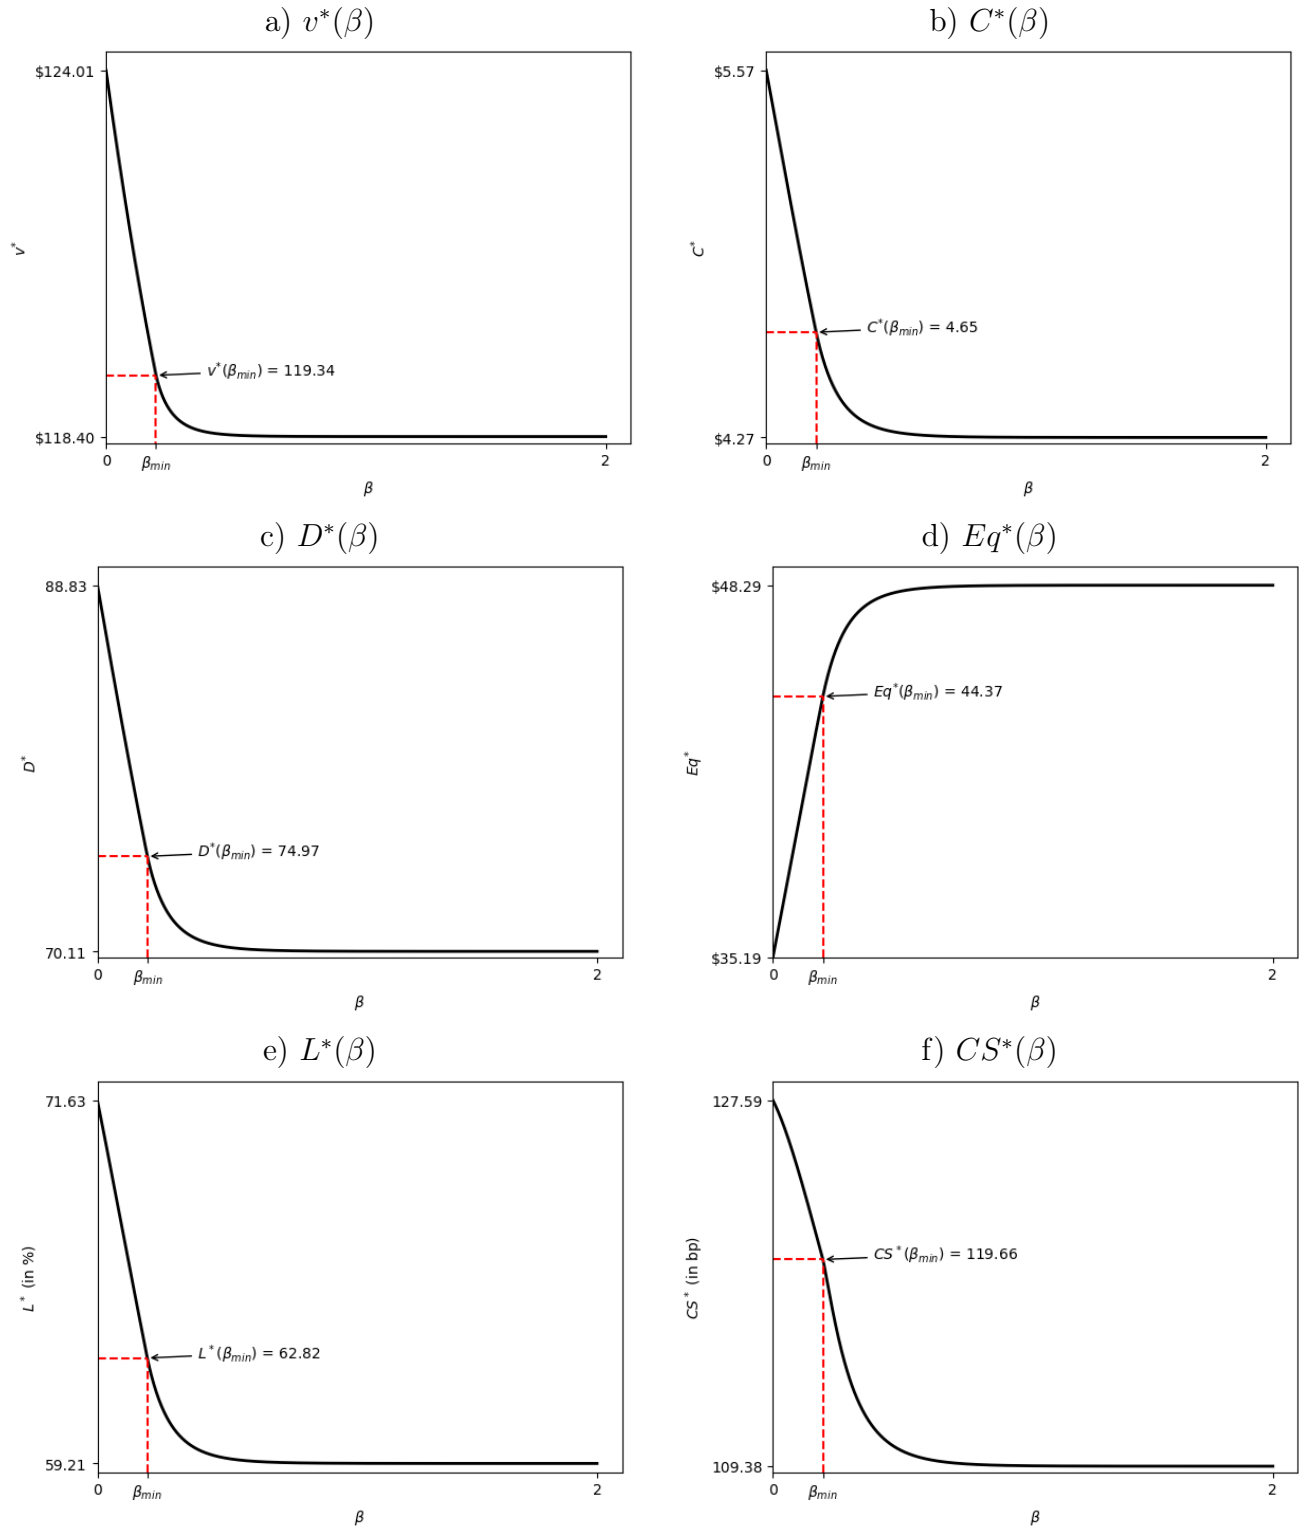 a) v*(β)
$124.01
v*
v*(βmin) = 119.34
$118.40
0
βmin
2
β
b) C*(β)
$5.57
C*
C*(βmin) = 4.65
$4.27
0
βmin
2
β
c) D*(β)
88.83
D*
D*(βmin) = 74.97
70.11
0
βmin
2
β
d) Eq*(β)
$48.29
Eq*
Eq*(βmin) = 44.37
$35.19
0
βmin
2
β
e) L*(β)
71.63
L* (in %)
L*(βmin) = 62.82
59.21
0
βmin
2
β
f) CS*(β)
127.59
CS* (in bp)
CS*(βmin) = 119.66
109.38
0
βmin
2
β